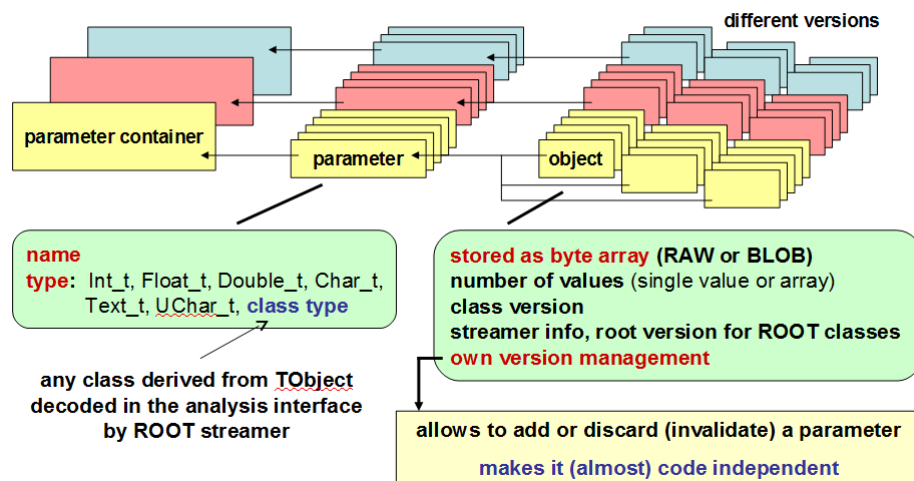 different versions
parameter container
parameter
object
name
type: Int_t, Float_t, Double_t, Char_t,
Text_t, UChar_t, class type
any class derived from TObject
decoded in the analysis interface
by ROOT streamer
stored as byte array (RAW or BLOB)
number of values (single value or array)
class version
streamer info, root version for ROOT classes
own version management
allows to add or discard (invalidate) a parameter
makes it (almost) code independent